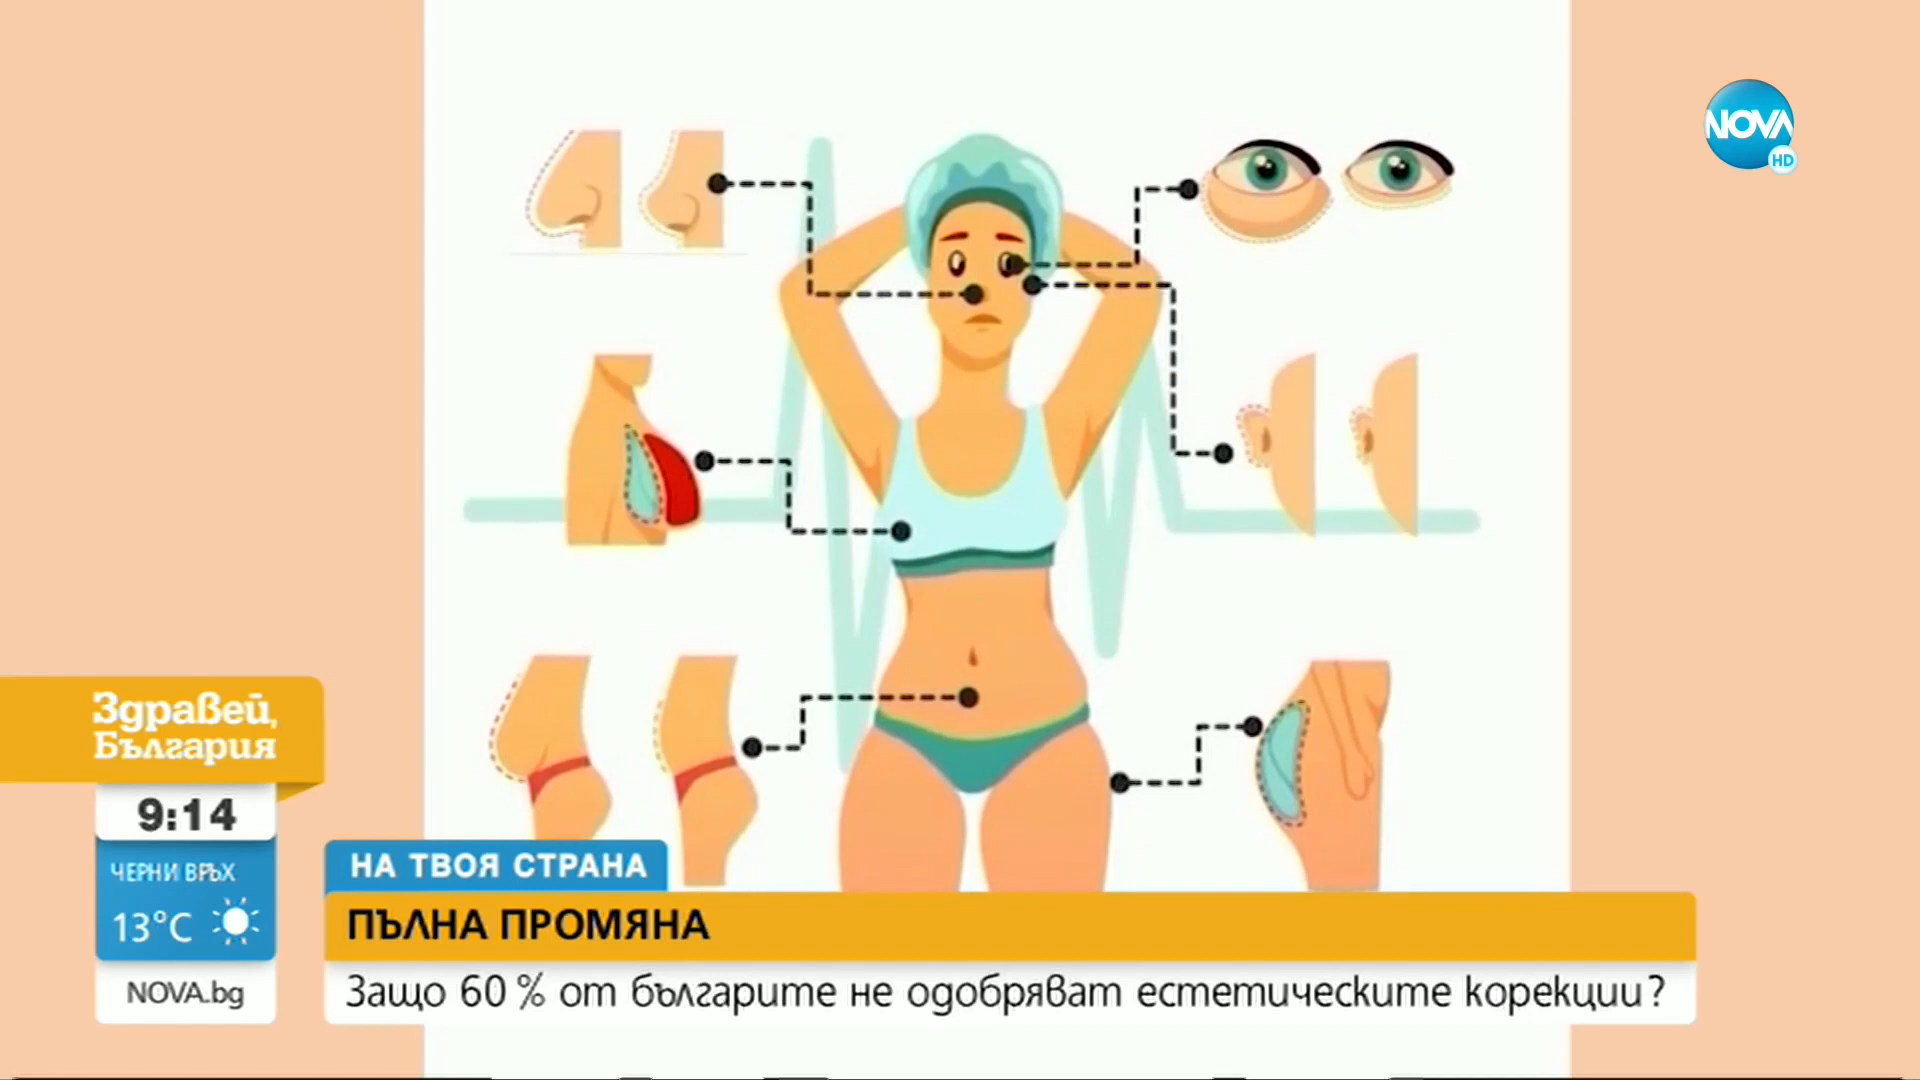 NOVA
HD
Здравей,
България
9:14
ЧЕРНИ ВРЪХ
13°C
NOVA.bg
НА ТВОЯ СТРАНА
ПЪЛНА ПРОМЯНА
Защо 60 % от българите не одобряват естетическите корекции?